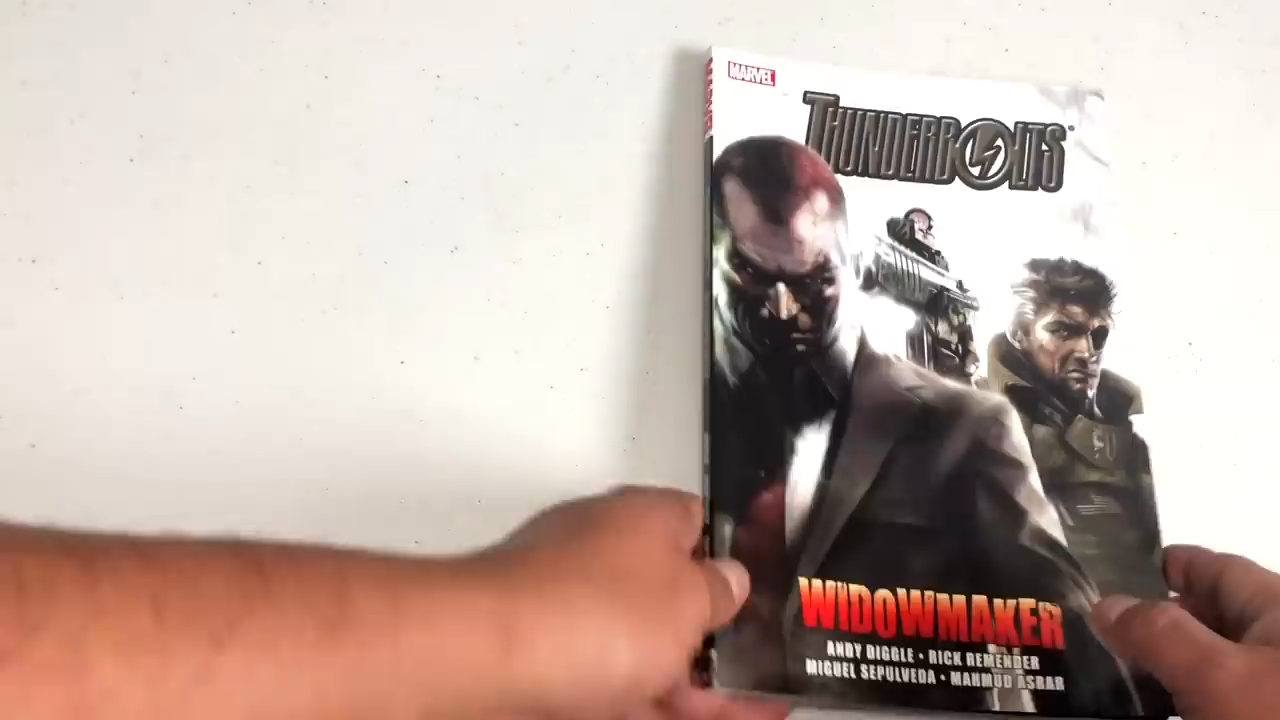 MARVEL
THUNDERBOLTS
WIDOWMAKER
ANDY DIGGLE • RICK REMENDER
MIGUEL SEPULVEDA • MAHMUD ASRAR